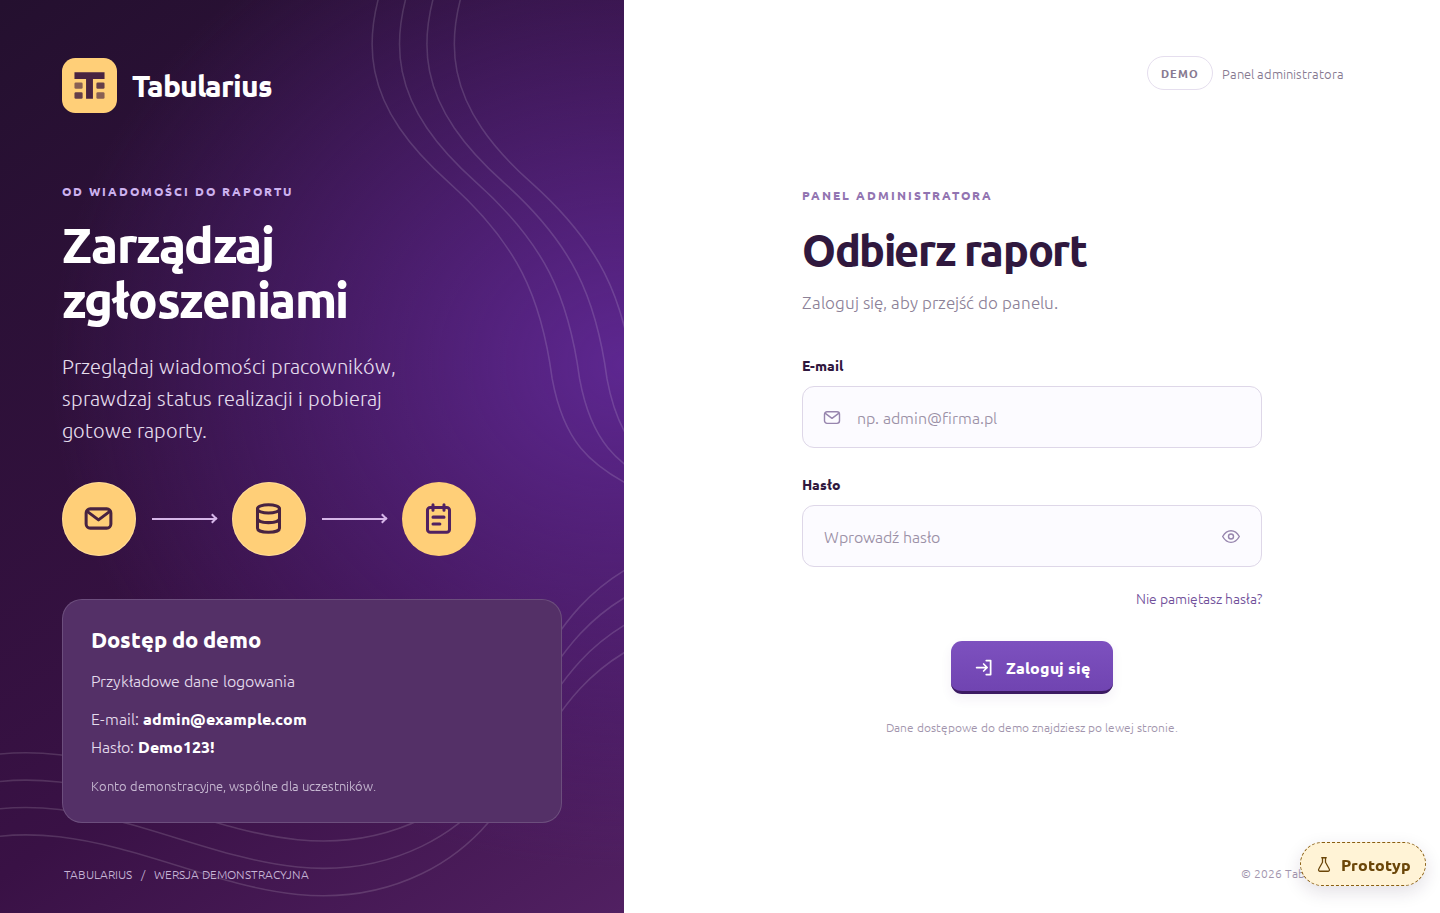 Tabularius
OD WIADOMOŚCI DO RAPORTU
Zarządzaj
zgłoszeniami
Przeglądaj wiadomości pracowników,
sprawdzaj status realizacji i pobieraj
gotowe raporty.
Dostęp do demo
Przykładowe dane logowania
E-mail: admin@example.com
Hasło: Demo123!
Konto demonstracyjne, wspólne dla uczestników.
TABULARIUS / WERSJA DEMONSTRACYJNA
DEMO Panel administratora
PANEL ADMINISTRATORA
Odbierz raport
Zaloguj się, aby przejść do panelu.
E-mail
np. admin@firma.pl
Hasło
Wprowadź hasło
Nie pamiętasz hasła?
Zaloguj się
Dane dostępowe do demo znajdziesz po lewej stronie.
© 2026
Prototyp